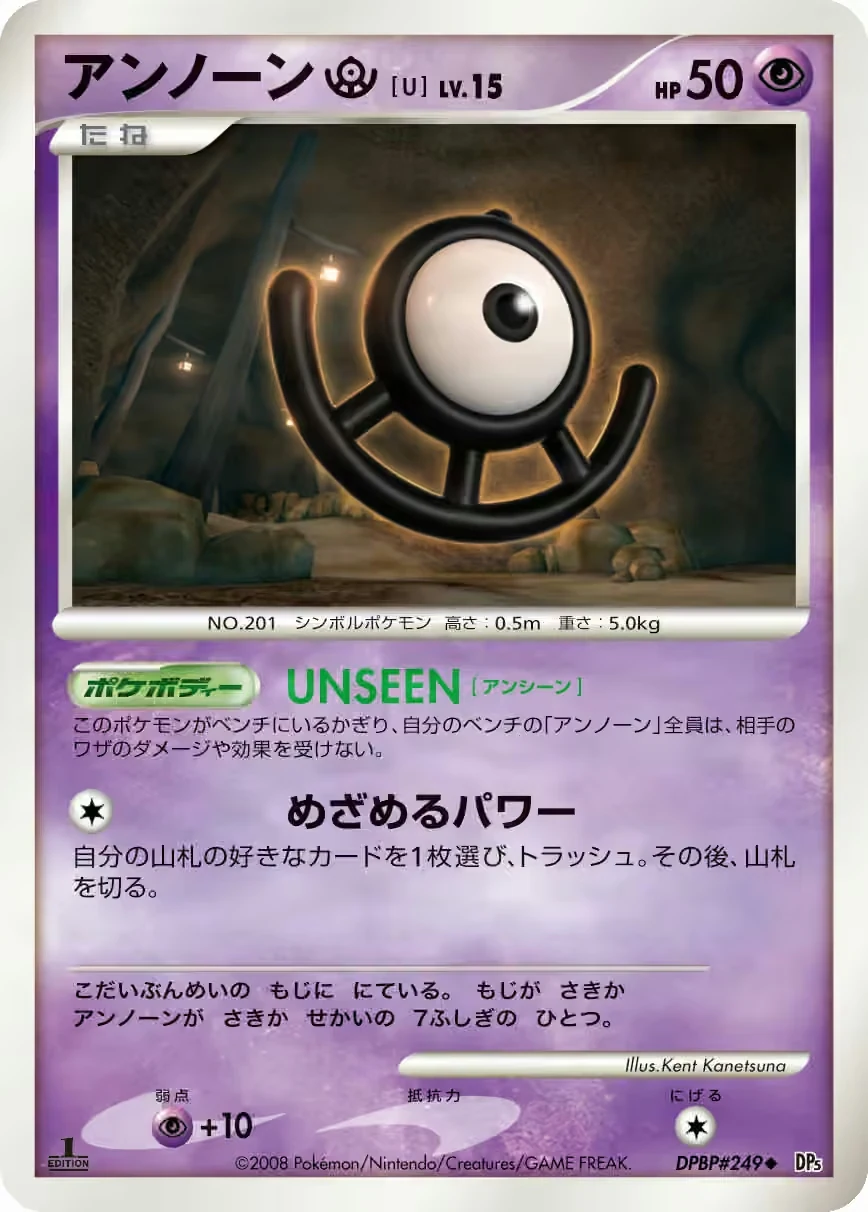 アンノーン [U] LV.15 HP 50
たね
NO.201 シンボルポケモン 高さ:0.5m 重さ:5.0kg
ポケボディー UNSEEN [アンシーン]
このポケモンがベンチにいるかぎり、自分のベンチの「アンノーン」全員は、相手の
ワザのダメージや効果を受けない。
めざめるパワー
自分の山札の好きなカードを1枚選び、トラッシュ。その後、山札
を切る。
こだいぶんめいの もじに にている。 もじが さきか
アンノーンが さきか せかいの 7ふしぎの ひとつ。
Illus.Kent Kanetsuna
弱点 抵抗力 にげる
+10
1 EDITION ©2008 Pokémon/Nintendo/Creatures/GAME FREAK. DPBP#249◆ DP5